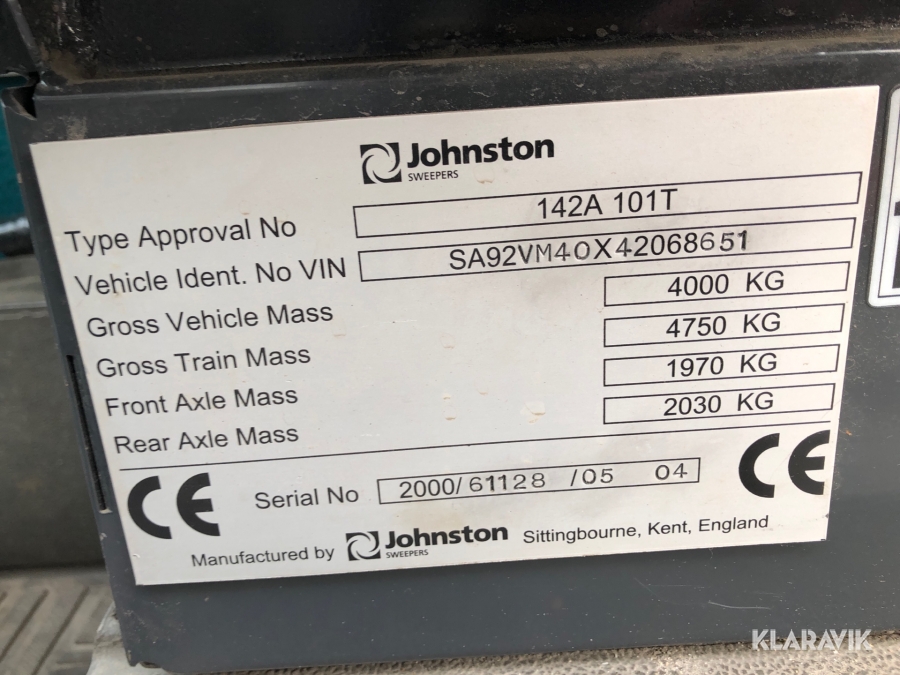 Johnston
SWEEPERS
Type Approval No 142A 101T
Vehicle Ident. No VIN SA92VM40X42068651
Gross Vehicle Mass 4000 KG
Gross Train Mass 4750 KG
Front Axle Mass 1970 KG
Rear Axle Mass 2030 KG
CE Serial No 2000/61128 /05 04 CE
Manufactured by Johnston SWEEPERS Sittingbourne, Kent, England
KLARAVIK